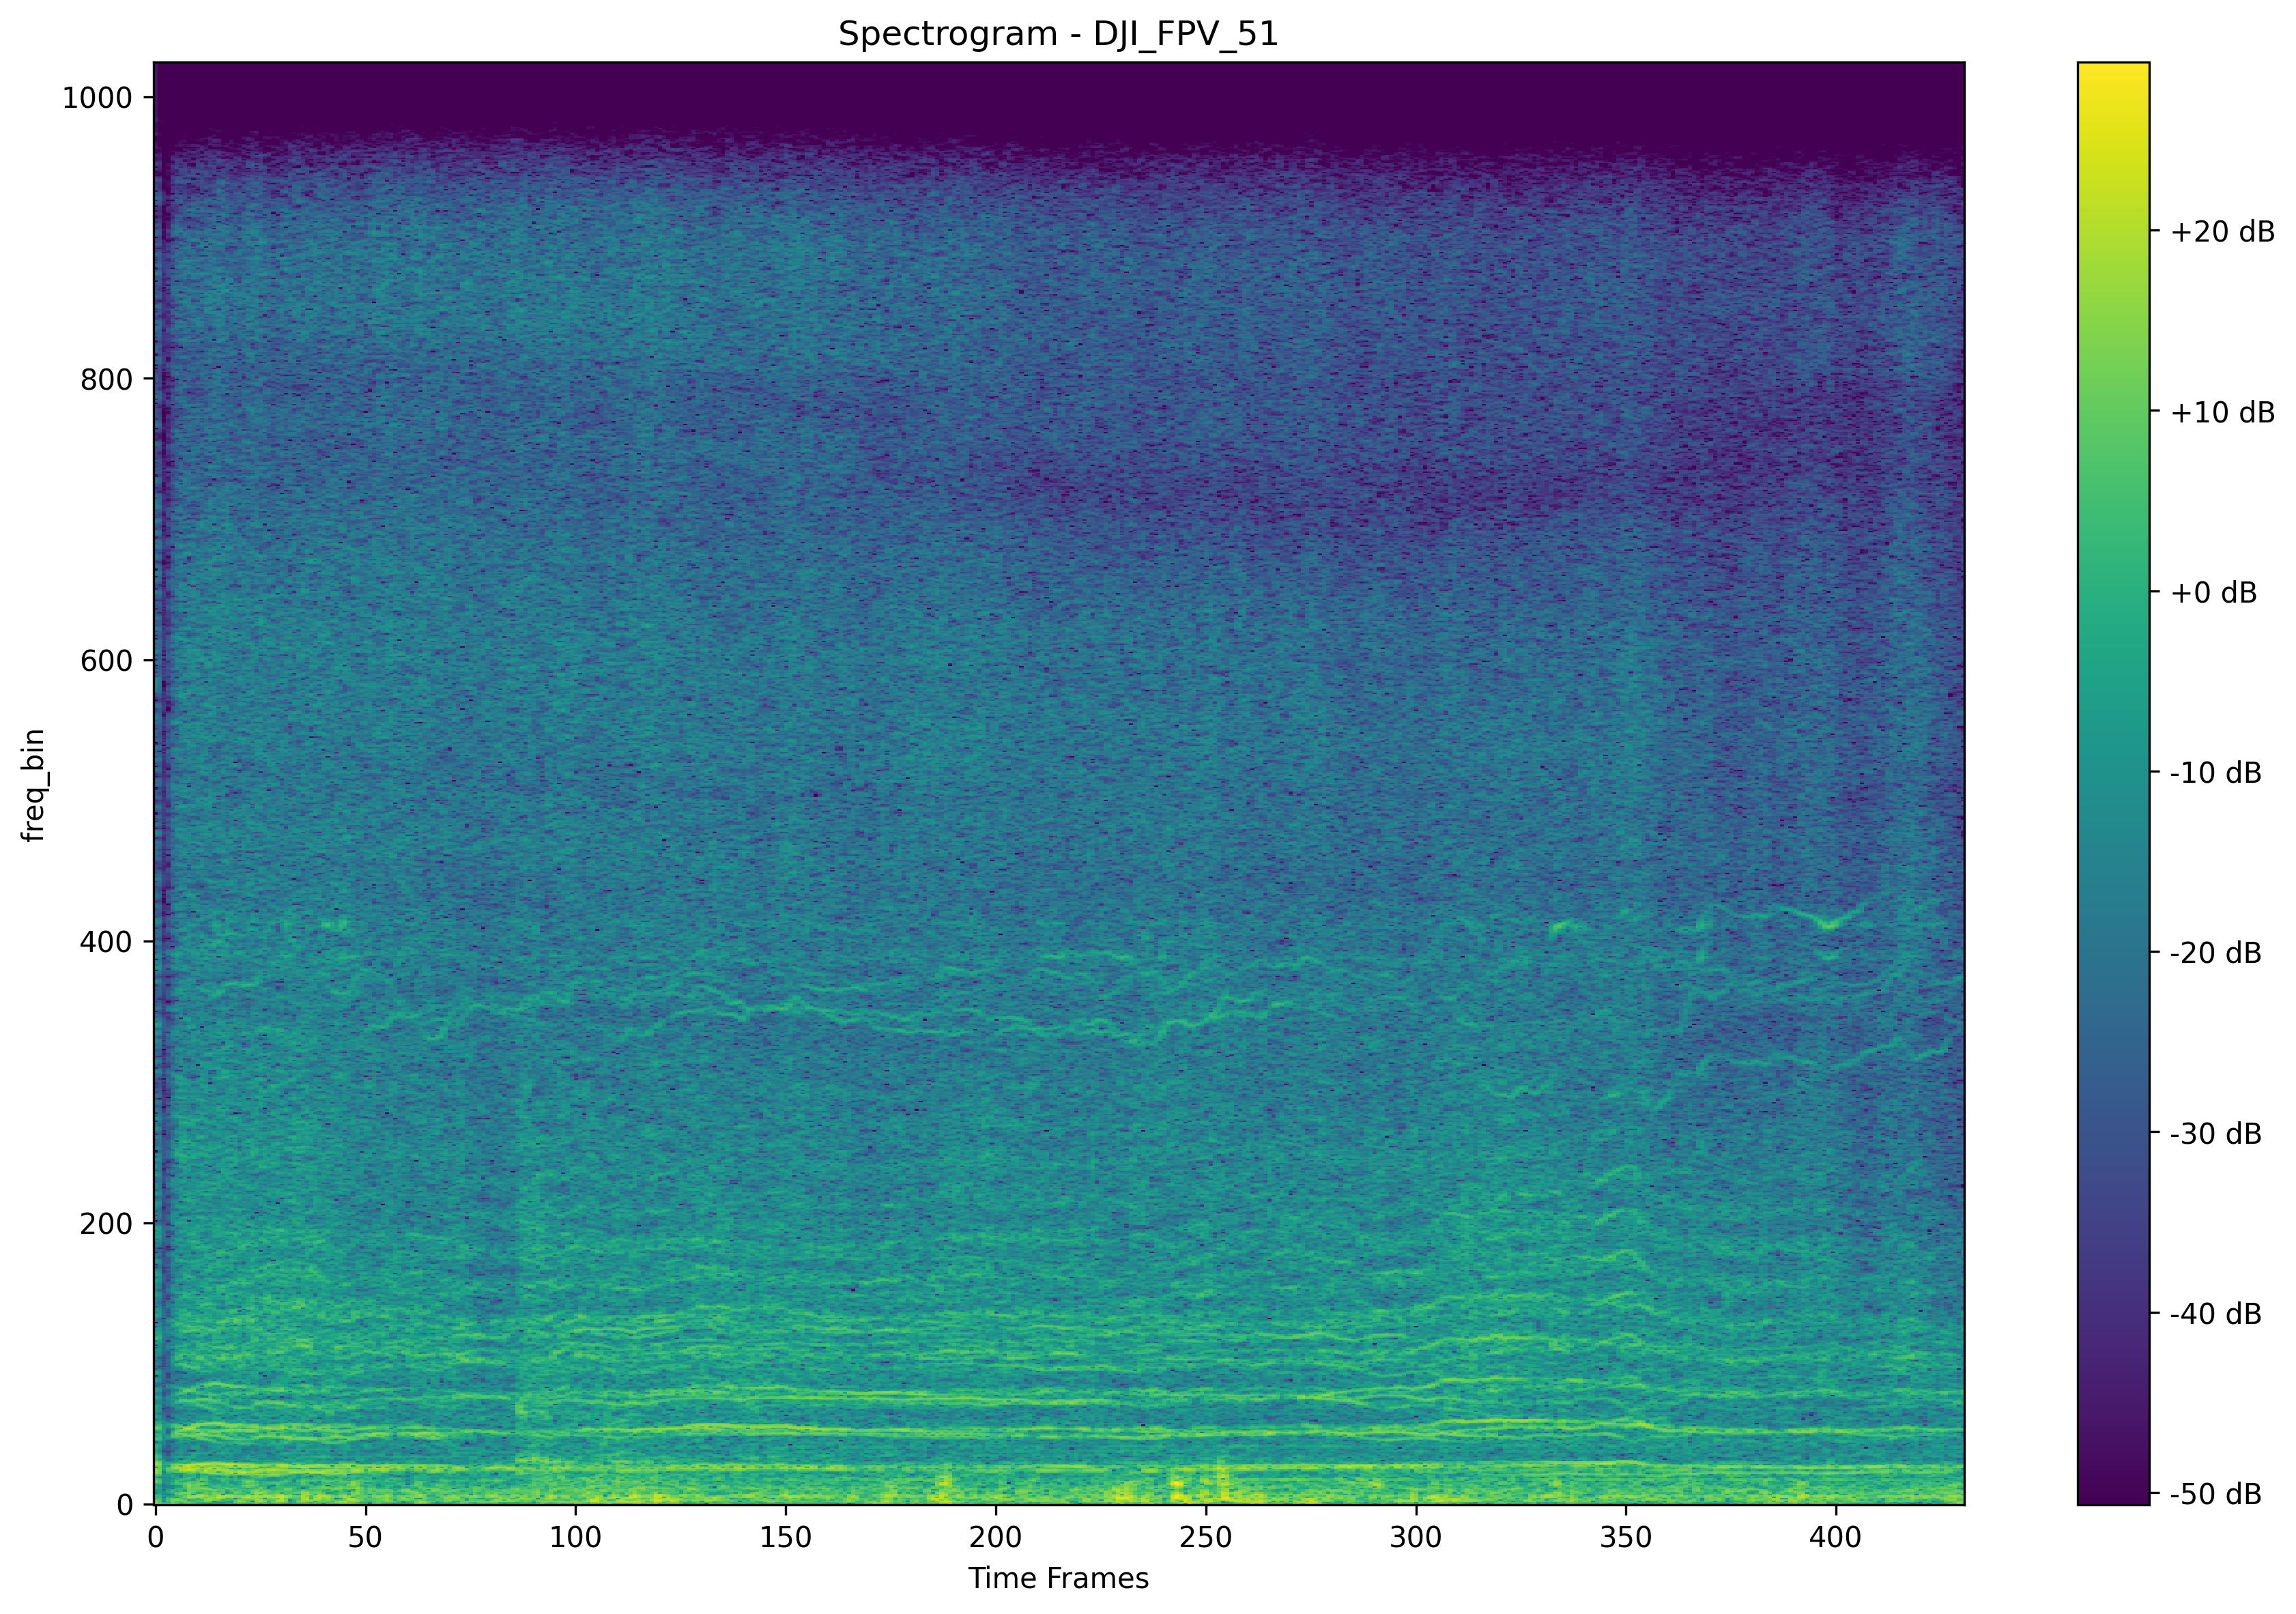 Spectrogram - DJI_FPV_51
1000
800
600
400
200
0
freq_bin
0 50 100 150 200 250 300 350 400
Time Frames
+20 dB
+10 dB
+0 dB
-10 dB
-20 dB
-30 dB
-40 dB
-50 dB